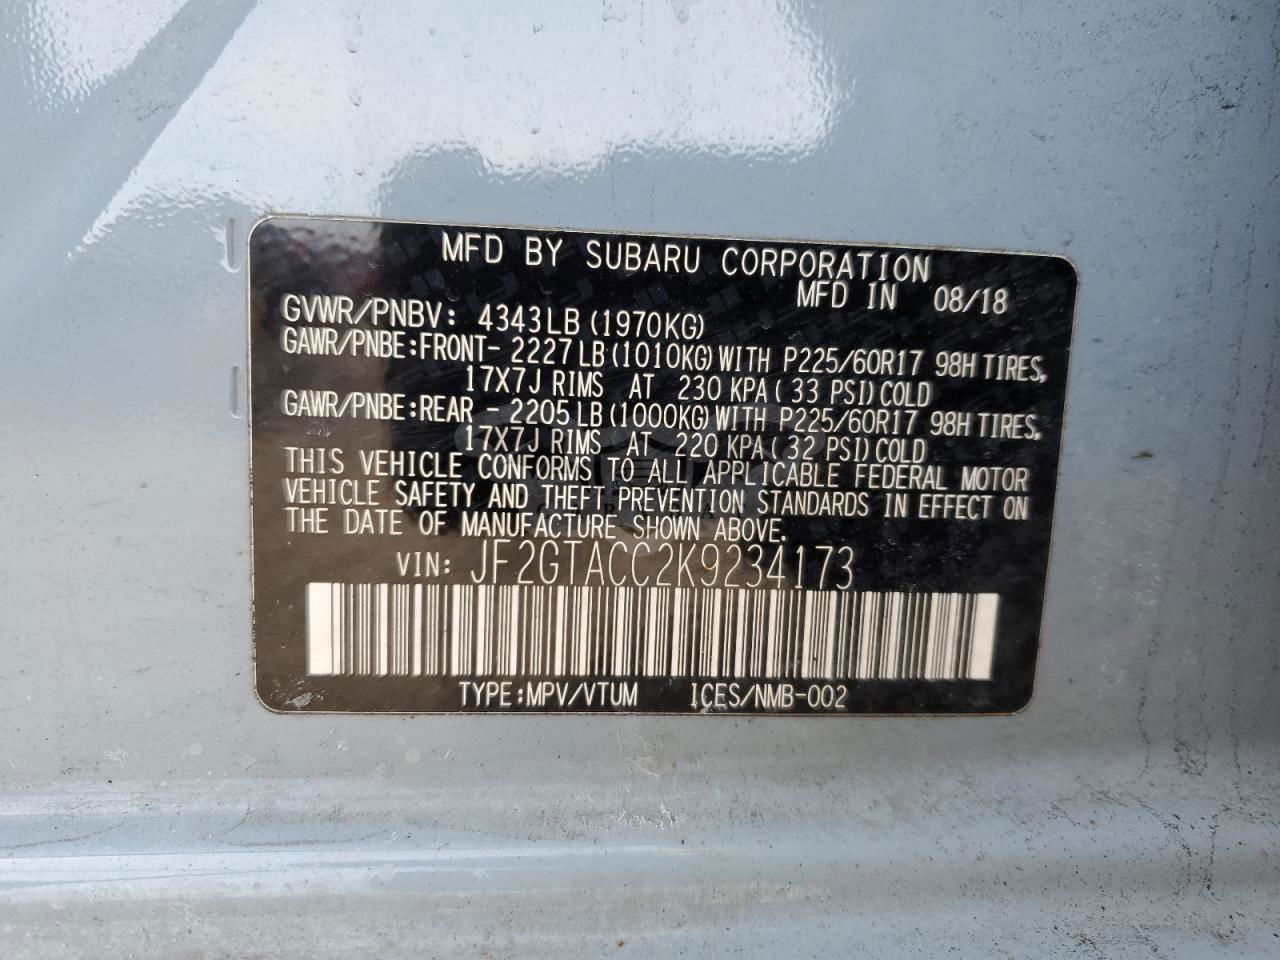 MFD BY SUBARU CORPORATION
MFD IN 08/18
GVWR/PNBV: 4343LB (1970KG)
GAWR/PNBE:FRONT- 2227LB (1010KG) WITH P225/60R17 98H TIRES,
17X7J RIMS AT 230 KPA (33 PSI) COLD
GAWR/PNBE:REAR - 2205LB (1000KG) WITH P225/60R17 98H TIRES,
17X7J RIMS AT 220 KPA (32 PSI) COLD
THIS VEHICLE CONFORMS TO ALL APPLICABLE FEDERAL MOTOR
VEHICLE SAFETY AND THEFT PREVENTION STANDARDS IN EFFECT ON
THE DATE OF MANUFACTURE SHOWN ABOVE.
VIN: JF2GTACC2K9234173
TYPE:MPV/VTUM ICES/NMB-002